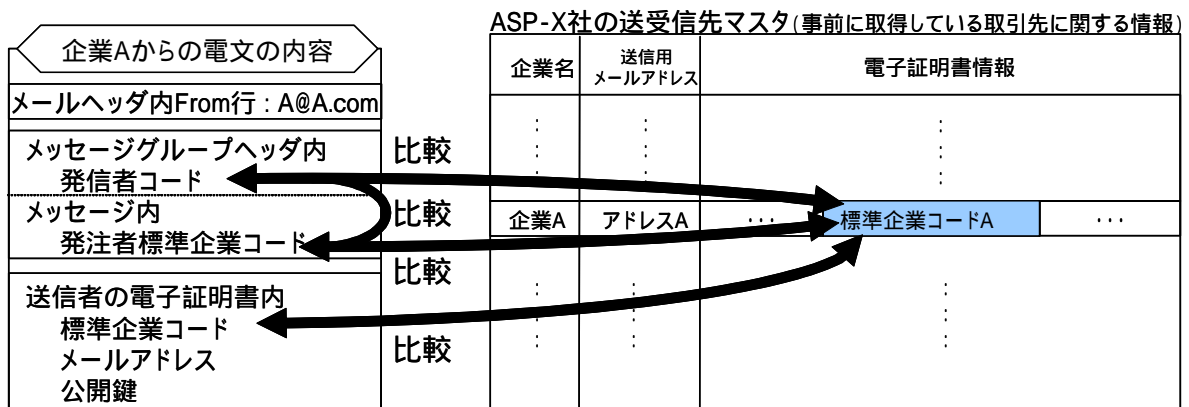 ASP-X社の送受信先マスタ(事前に取得している取引先に関する情報)
企業Aからの電文の内容
メールヘッダ内From行:A@A.com
メッセージグループヘッダ内
発信者コード
メッセージ内
発注者標準企業コード
送信者の電子証明書内
標準企業コード
メールアドレス
公開鍵
比較
比較
比較
比較
企業名
送信用
メールアドレス
電子証明書情報
企業A
アドレスA
・・・
標準企業コードA
・・・